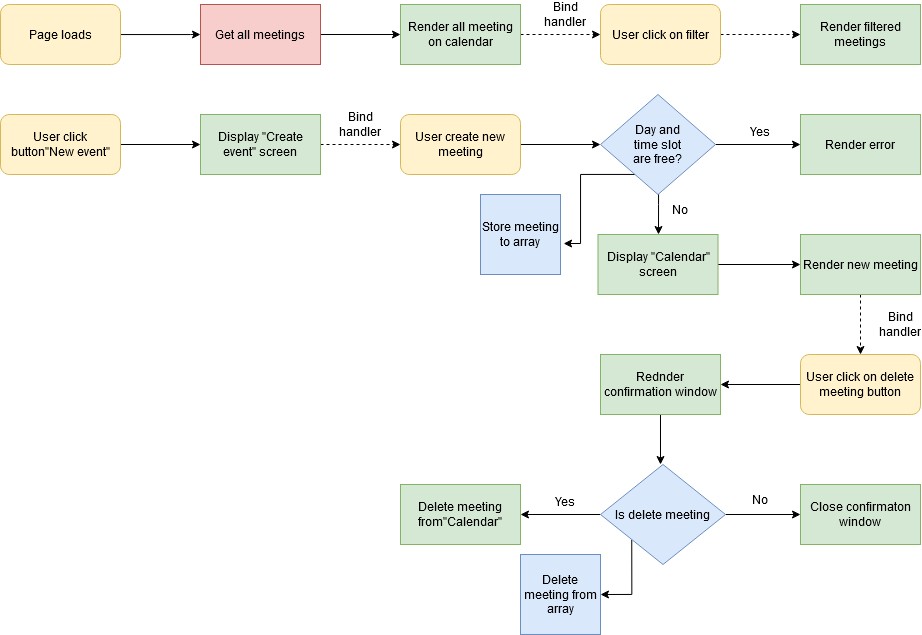 Page loads
Get all meetings
Render all meeting
on calendar
Bind
handler
User click on filter
Render filtered
meetings
User click
button"New event"
Display "Create
event" screen
Bind
handler
User create new
meeting
Day and
time slot
are free?
Yes
Render error
Store meeting
to array
No
Display "Calendar"
screen
Render new meeting
Bind
handler
Rednder
confirmation window
User click on delete
meeting button
Delete meeting
from"Calendar"
Yes
Is delete meeting
No
Close confirmaton
window
Delete
meeting from
array